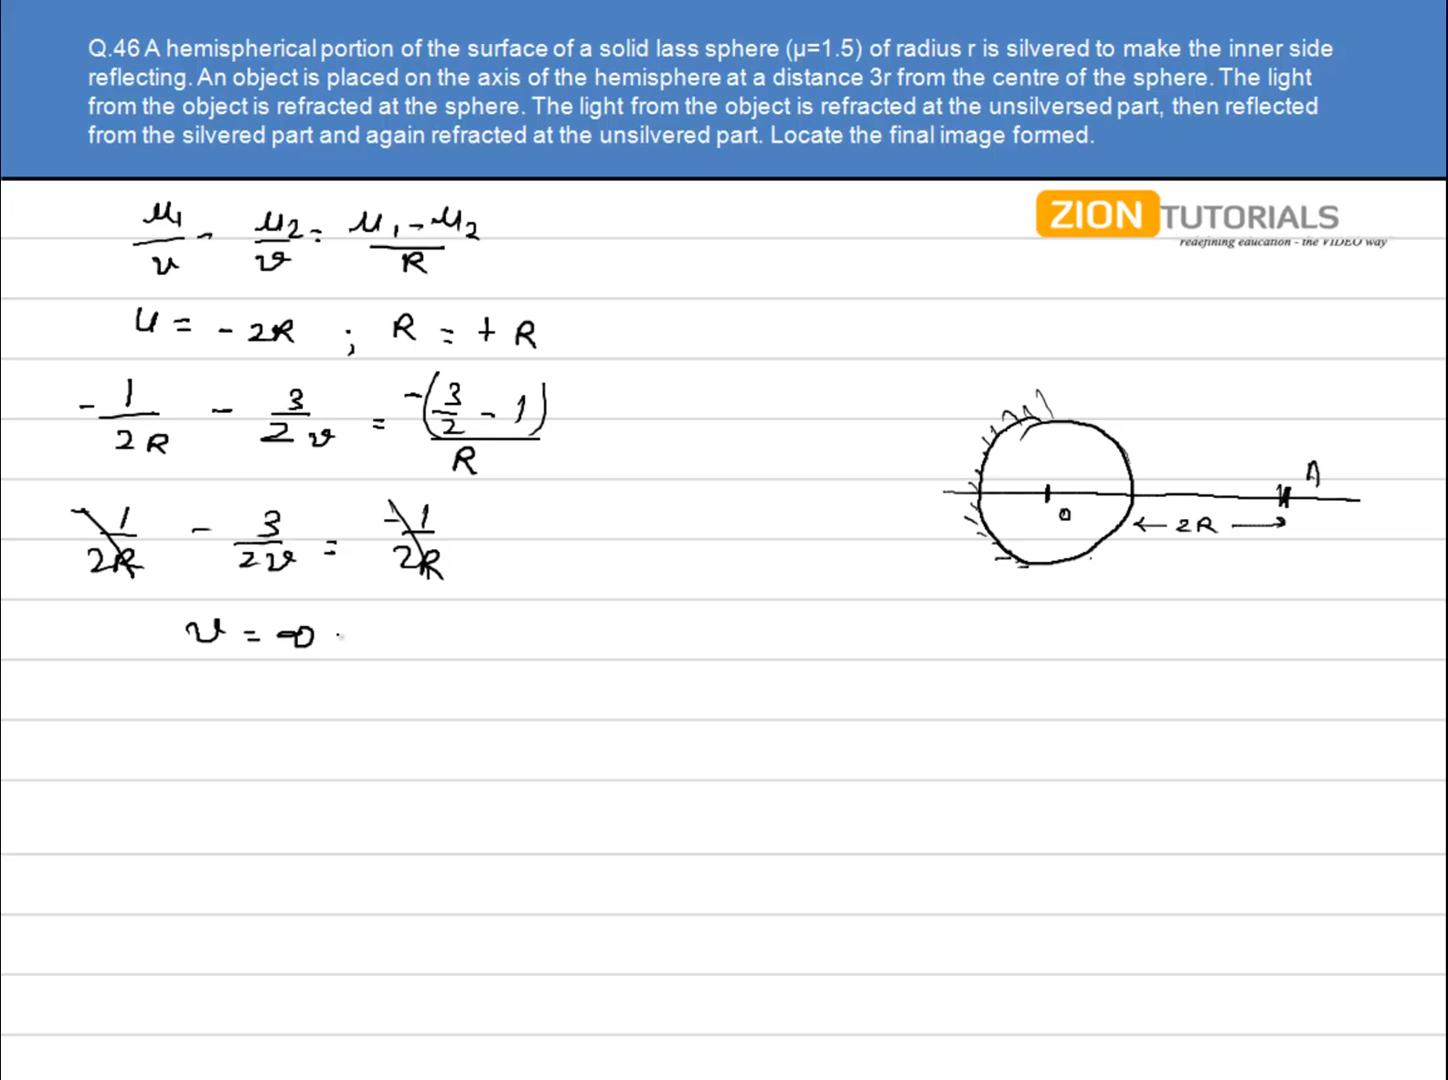 Q.46 A hemispherical portion of the surface of a solid lass sphere (μ=1.5) of radius r is silvered to make the inner side
reflecting. An object is placed on the axis of the hemisphere at a distance 3r from the centre of the sphere. The light
from the object is refracted at the sphere. The light from the object is refracted at the unsilversed part, then reflected
from the silvered part and again refracted at the unsilvered part. Locate the final image formed.
ZION TUTORIALS
redefining education - the VIDEO way
μ1/u - μ2/v = μ1-μ2/R
u = - 2R ; R = + R
- 1/2R - 3/2v = -(3/2 - 1)/R
- 1/2R - 3/2v = - 1/2R
v = ∞
A
O
← 2R →